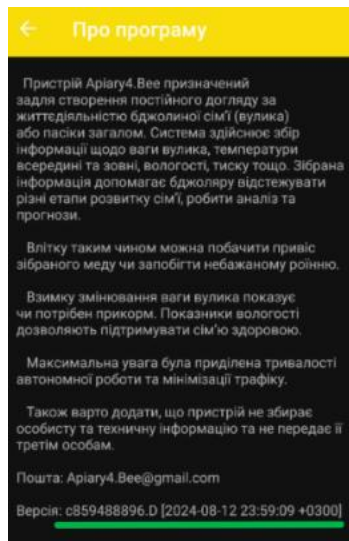 ← Про програму
Пристрій Apiary4.Bee призначений
задля створення постійного догляду за
життєдіяльністю бджолиної сім'ї (вулика)
або пасіки загалом. Система здійснює збір
інформації щодо ваги вулика, температури
всередині та зовні, вологості, тиску тощо. Зібрана
інформація допомагає бджоляру відстежувати
різні етапи розвитку сім'ї, робити аналіз та
прогнози.
Влітку таким чином можна побачити привіс
зібраного меду чи запобігти небажаному роїнню.
Взимку змінювання ваги вулика показує
чи потрібен прикорм. Показники вологості
дозволяють підтримувати сім'ю здоровою.
Максимальна увага була приділена тривалості
автономної роботи та мінімізації трафіку.
Також варто додати, що пристрій не збирає
особисту та техничну інформацію та не передає її
третім особам.
Пошта: Apiary4.Bee@gmail.com
Версія: c859488896.D [2024-08-12 23:59:09 +0300]